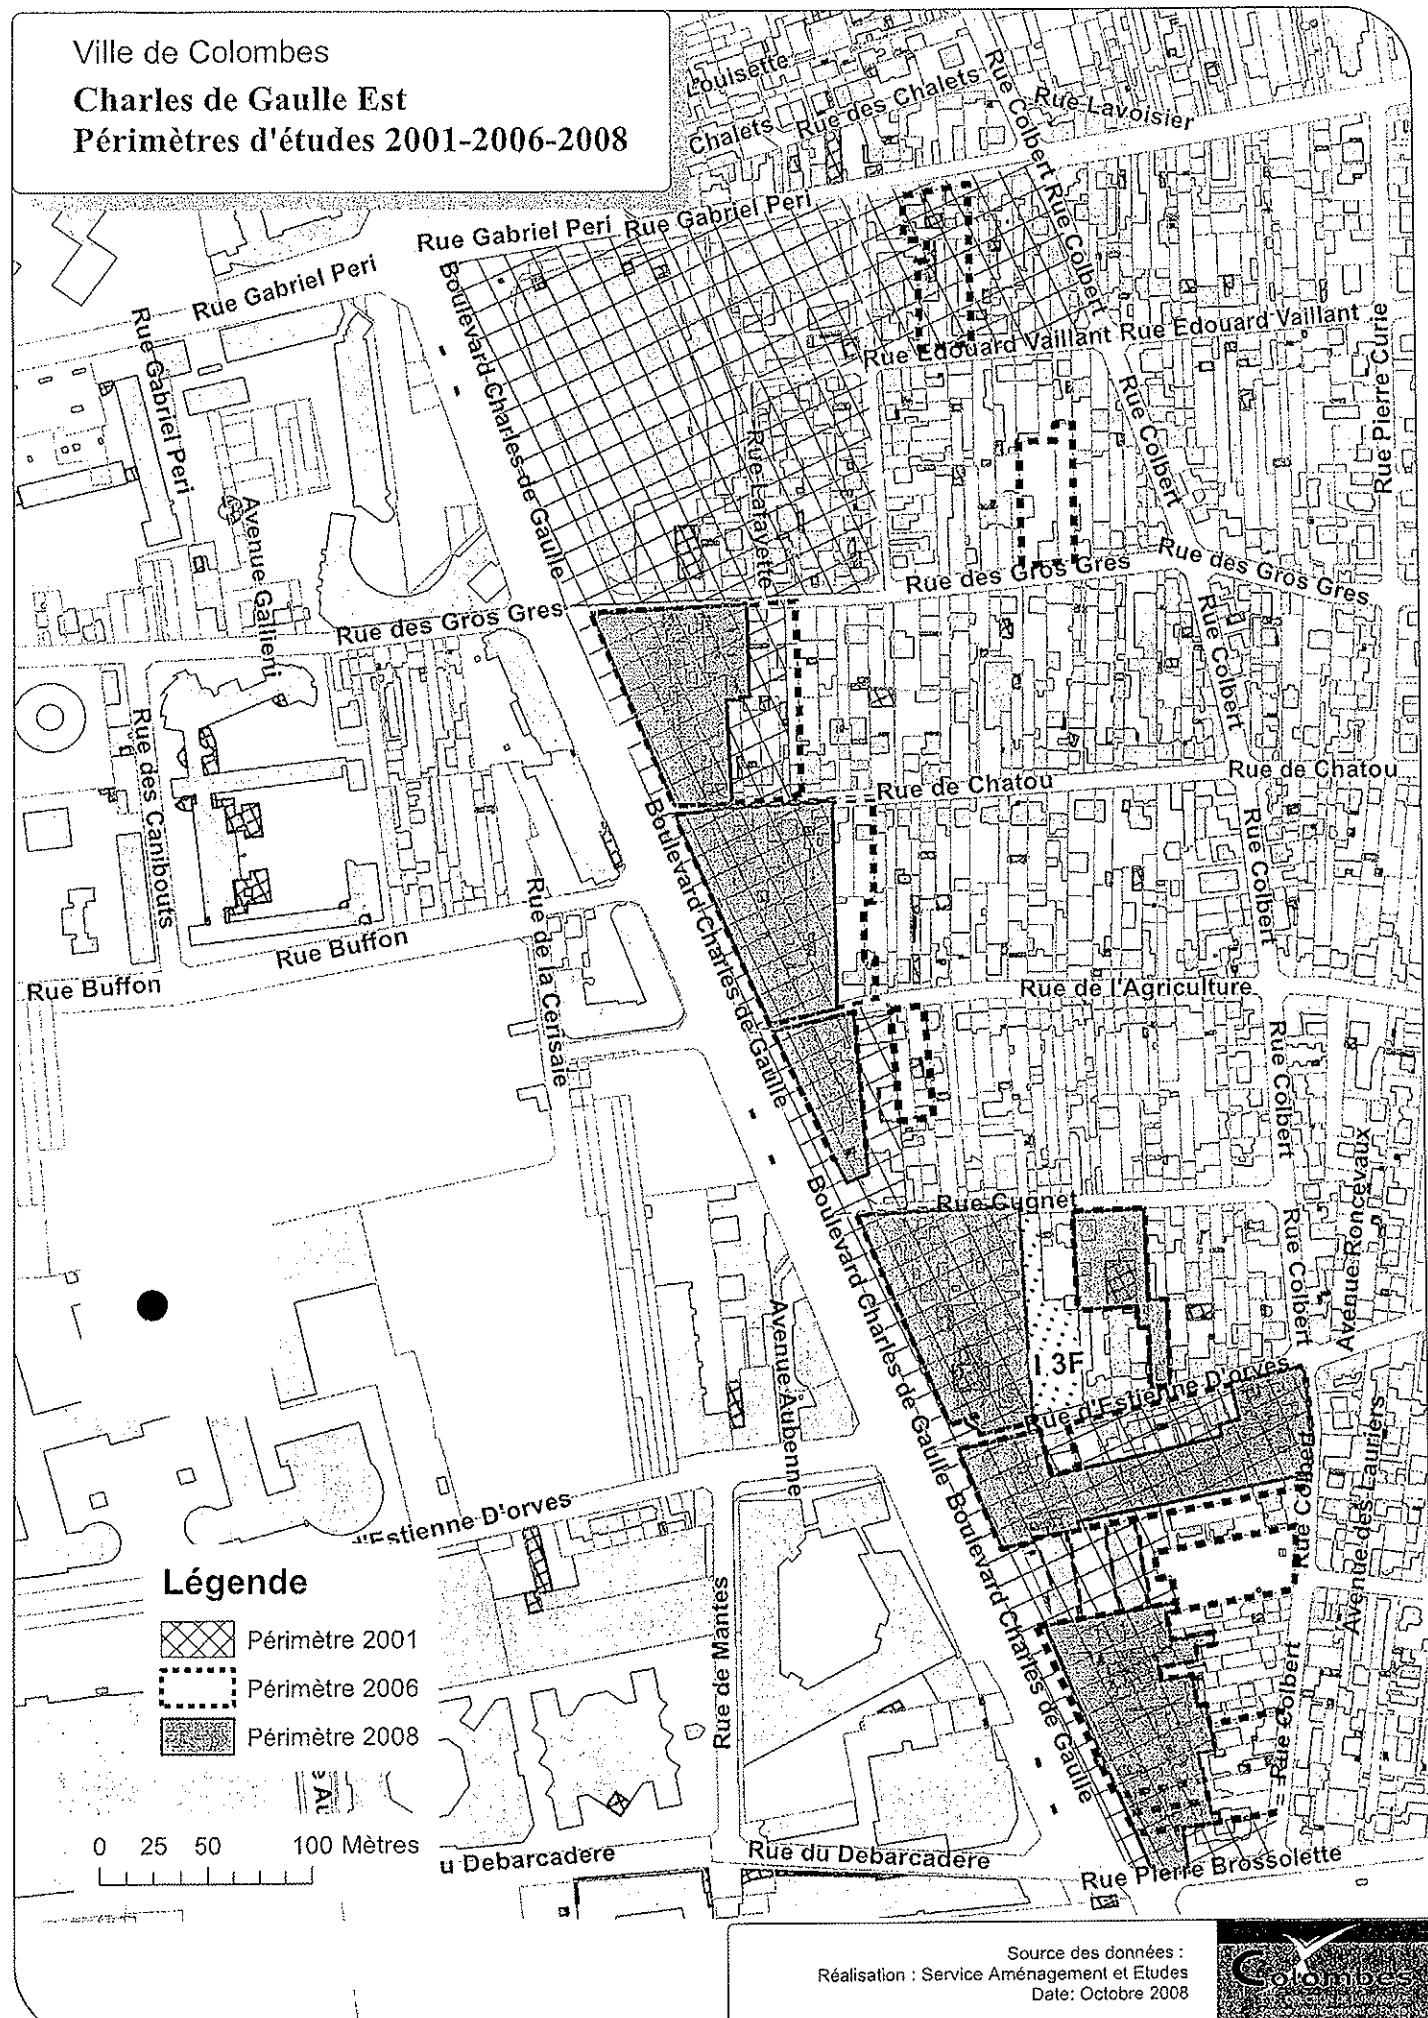 Ville de Colombes
Charles de Gaulle Est
Périmètres d'études 2001-2006-2008
Louisette
Chalets
Rue des Chalets
Rue Colbert
Rue Lavoisier
Rue Gabriel Peri
Rue Gabriel Peri
Rue Gabriel Peri
Rue Gabriel Peri
Rue Colbert
Boulevard Charles de Gaulle
Rue Edouard Vaillant
Rue Edouard Vaillant
Rue Pierre Curie
Rue Colbert
Rue Lafayette
Avenue Gallieni
Rue des Gros Gres
Rue des Gros Gres
Rue des Gros Gres
Rue Colbert
Rue des Canibouts
Rue de Chatou
Rue de Chatou
Boulevard Charles de Gaulle
Rue Colbert
Rue Buffon
Rue Buffon
Rue de la Cerisaie
Rue de l'Agriculture
Rue Colbert
Avenue Roncevaux
Rue Cugnet
Boulevard Charles de Gaulle
Rue Colbert
Avenue Aubenne
I 3F
Rue d'Estienne D'orves
d'Estienne D'orves
Boulevard Charles de Gaulle
Rue Colbert
Avenue des Lauriers
Rue Colbert
Rue de Mantes
Légende
Périmètre 2001
Périmètre 2006
Périmètre 2008
e Au
0 25 50 100 Mètres
u Debarcadere
Rue du Debarcadere
Rue Pierre Brossolette
Source des données :
Réalisation : Service Aménagement et Etudes
Date: Octobre 2008
Colombes